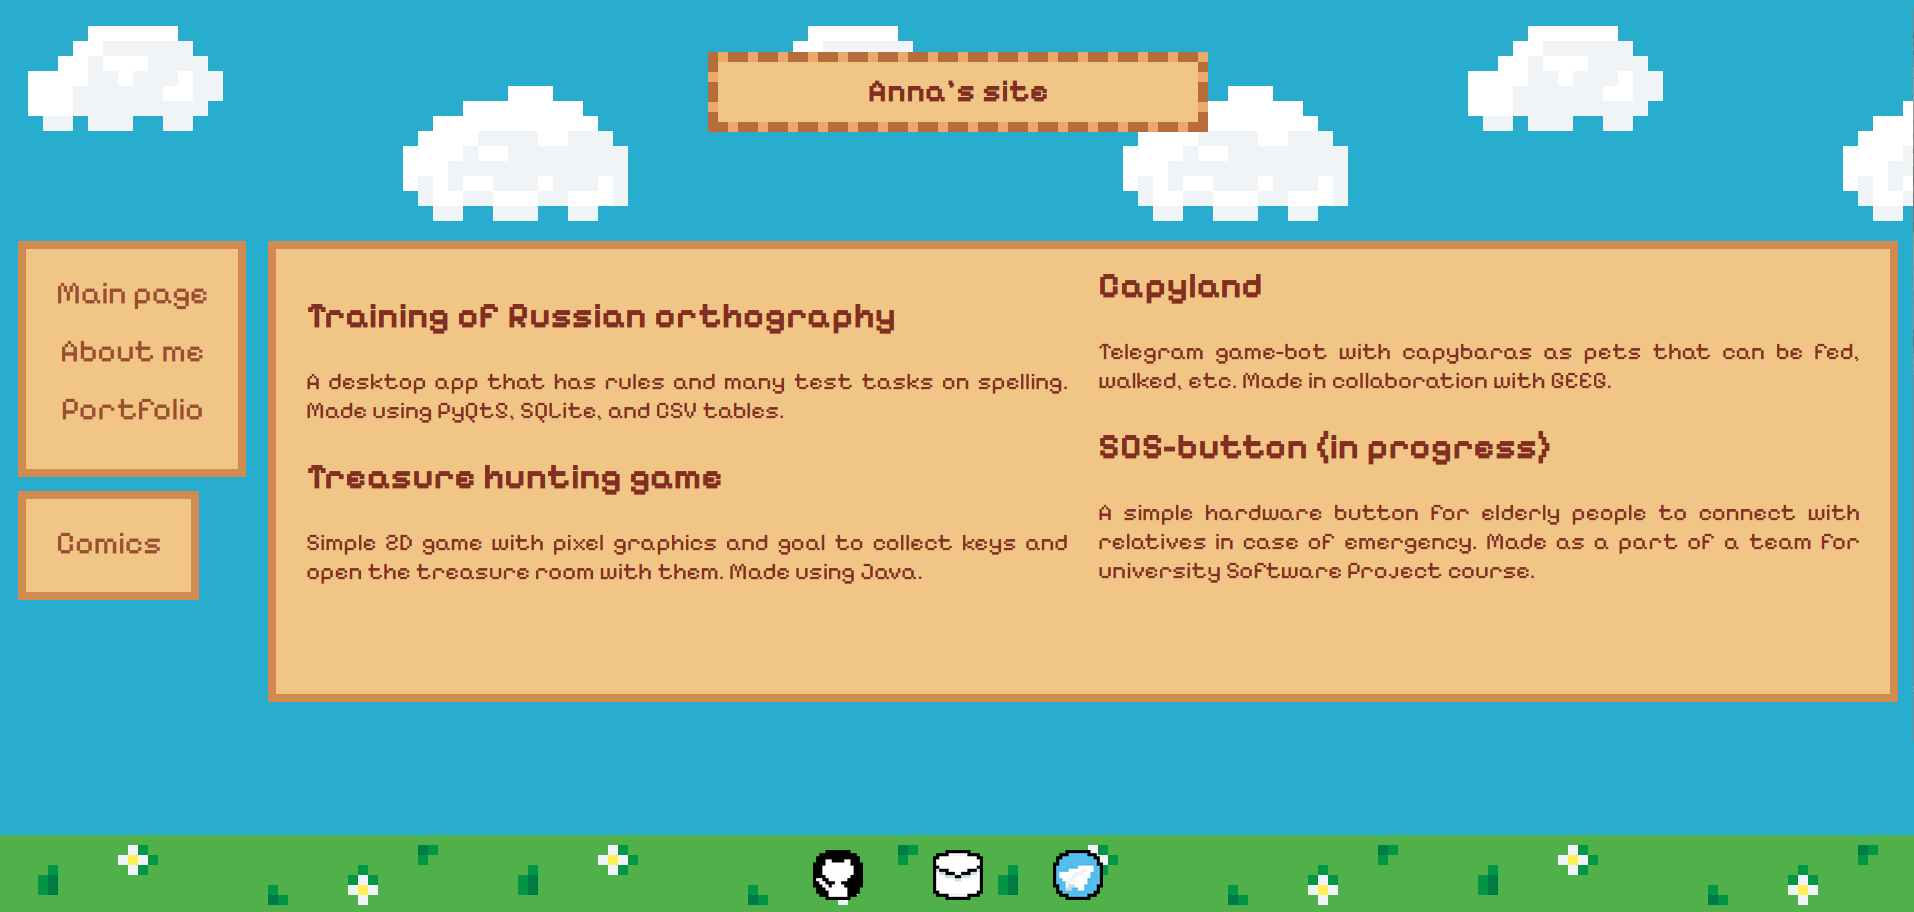 Anna's site
Main page
About me
Portfolio
Comics
Training of Russian orthography
A desktop app that has rules and many test tasks on spelling.
Made using PyQt5, SQLite, and CSV tables.
Treasure hunting game
Simple 2D game with pixel graphics and goal to collect keys and
open the treasure room with them. Made using Java.
Capyland
Telegram game-bot with capybaras as pets that can be fed,
walked, etc. Made in collaboration with GEEG.
SOS-button (in progress)
A simple hardware button for elderly people to connect with
relatives in case of emergency. Made as a part of a team for
university Software Project course.